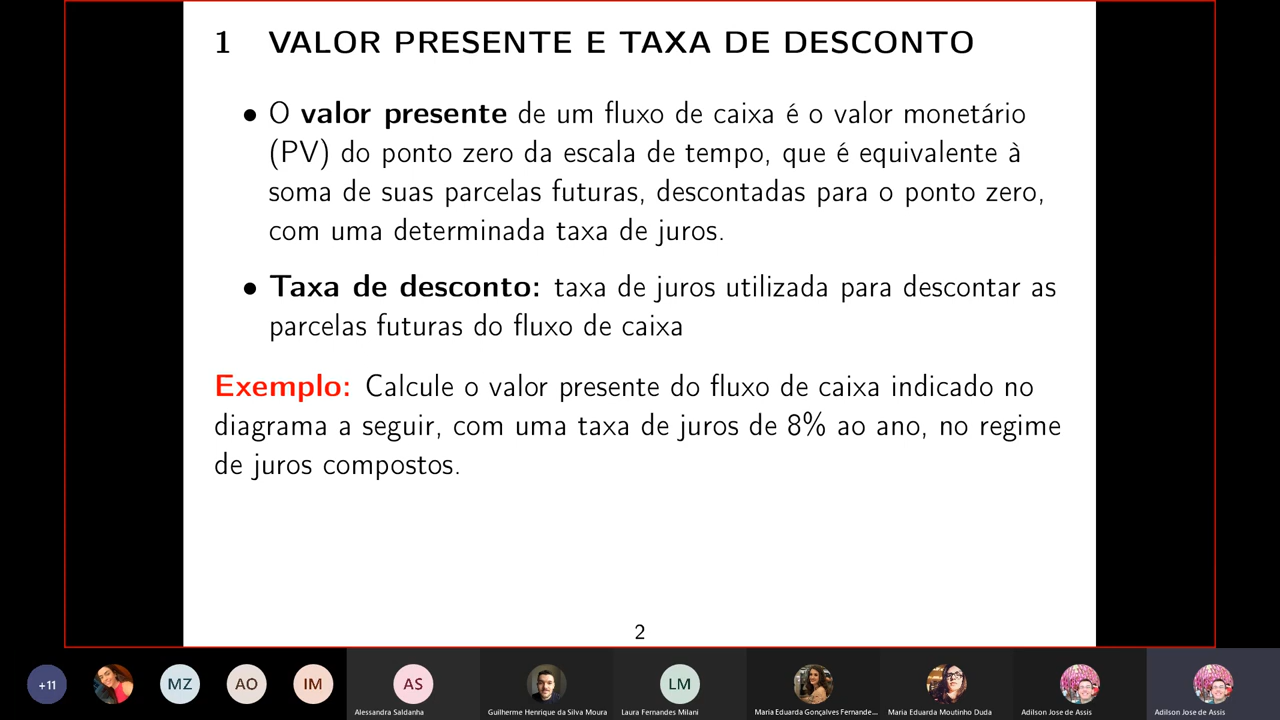 1 VALOR PRESENTE E TAXA DE DESCONTO
• O valor presente de um fluxo de caixa é o valor monetário
(PV) do ponto zero da escala de tempo, que é equivalente à
soma de suas parcelas futuras, descontadas para o ponto zero,
com uma determinada taxa de juros.
• Taxa de desconto: taxa de juros utilizada para descontar as
parcelas futuras do fluxo de caixa
Exemplo: Calcule o valor presente do fluxo de caixa indicado no
diagrama a seguir, com uma taxa de juros de 8% ao ano, no regime
de juros compostos.
2
+11 MZ AO IM AS LM
Alessandra Saldanha Guilherme Henrique da Silva Moura Laura Fernandes Milani Maria Eduarda Gonçalves Fernande... Maria Eduarda Moutinho Duda Adilson Jose de Assis Adilson Jose de Assis